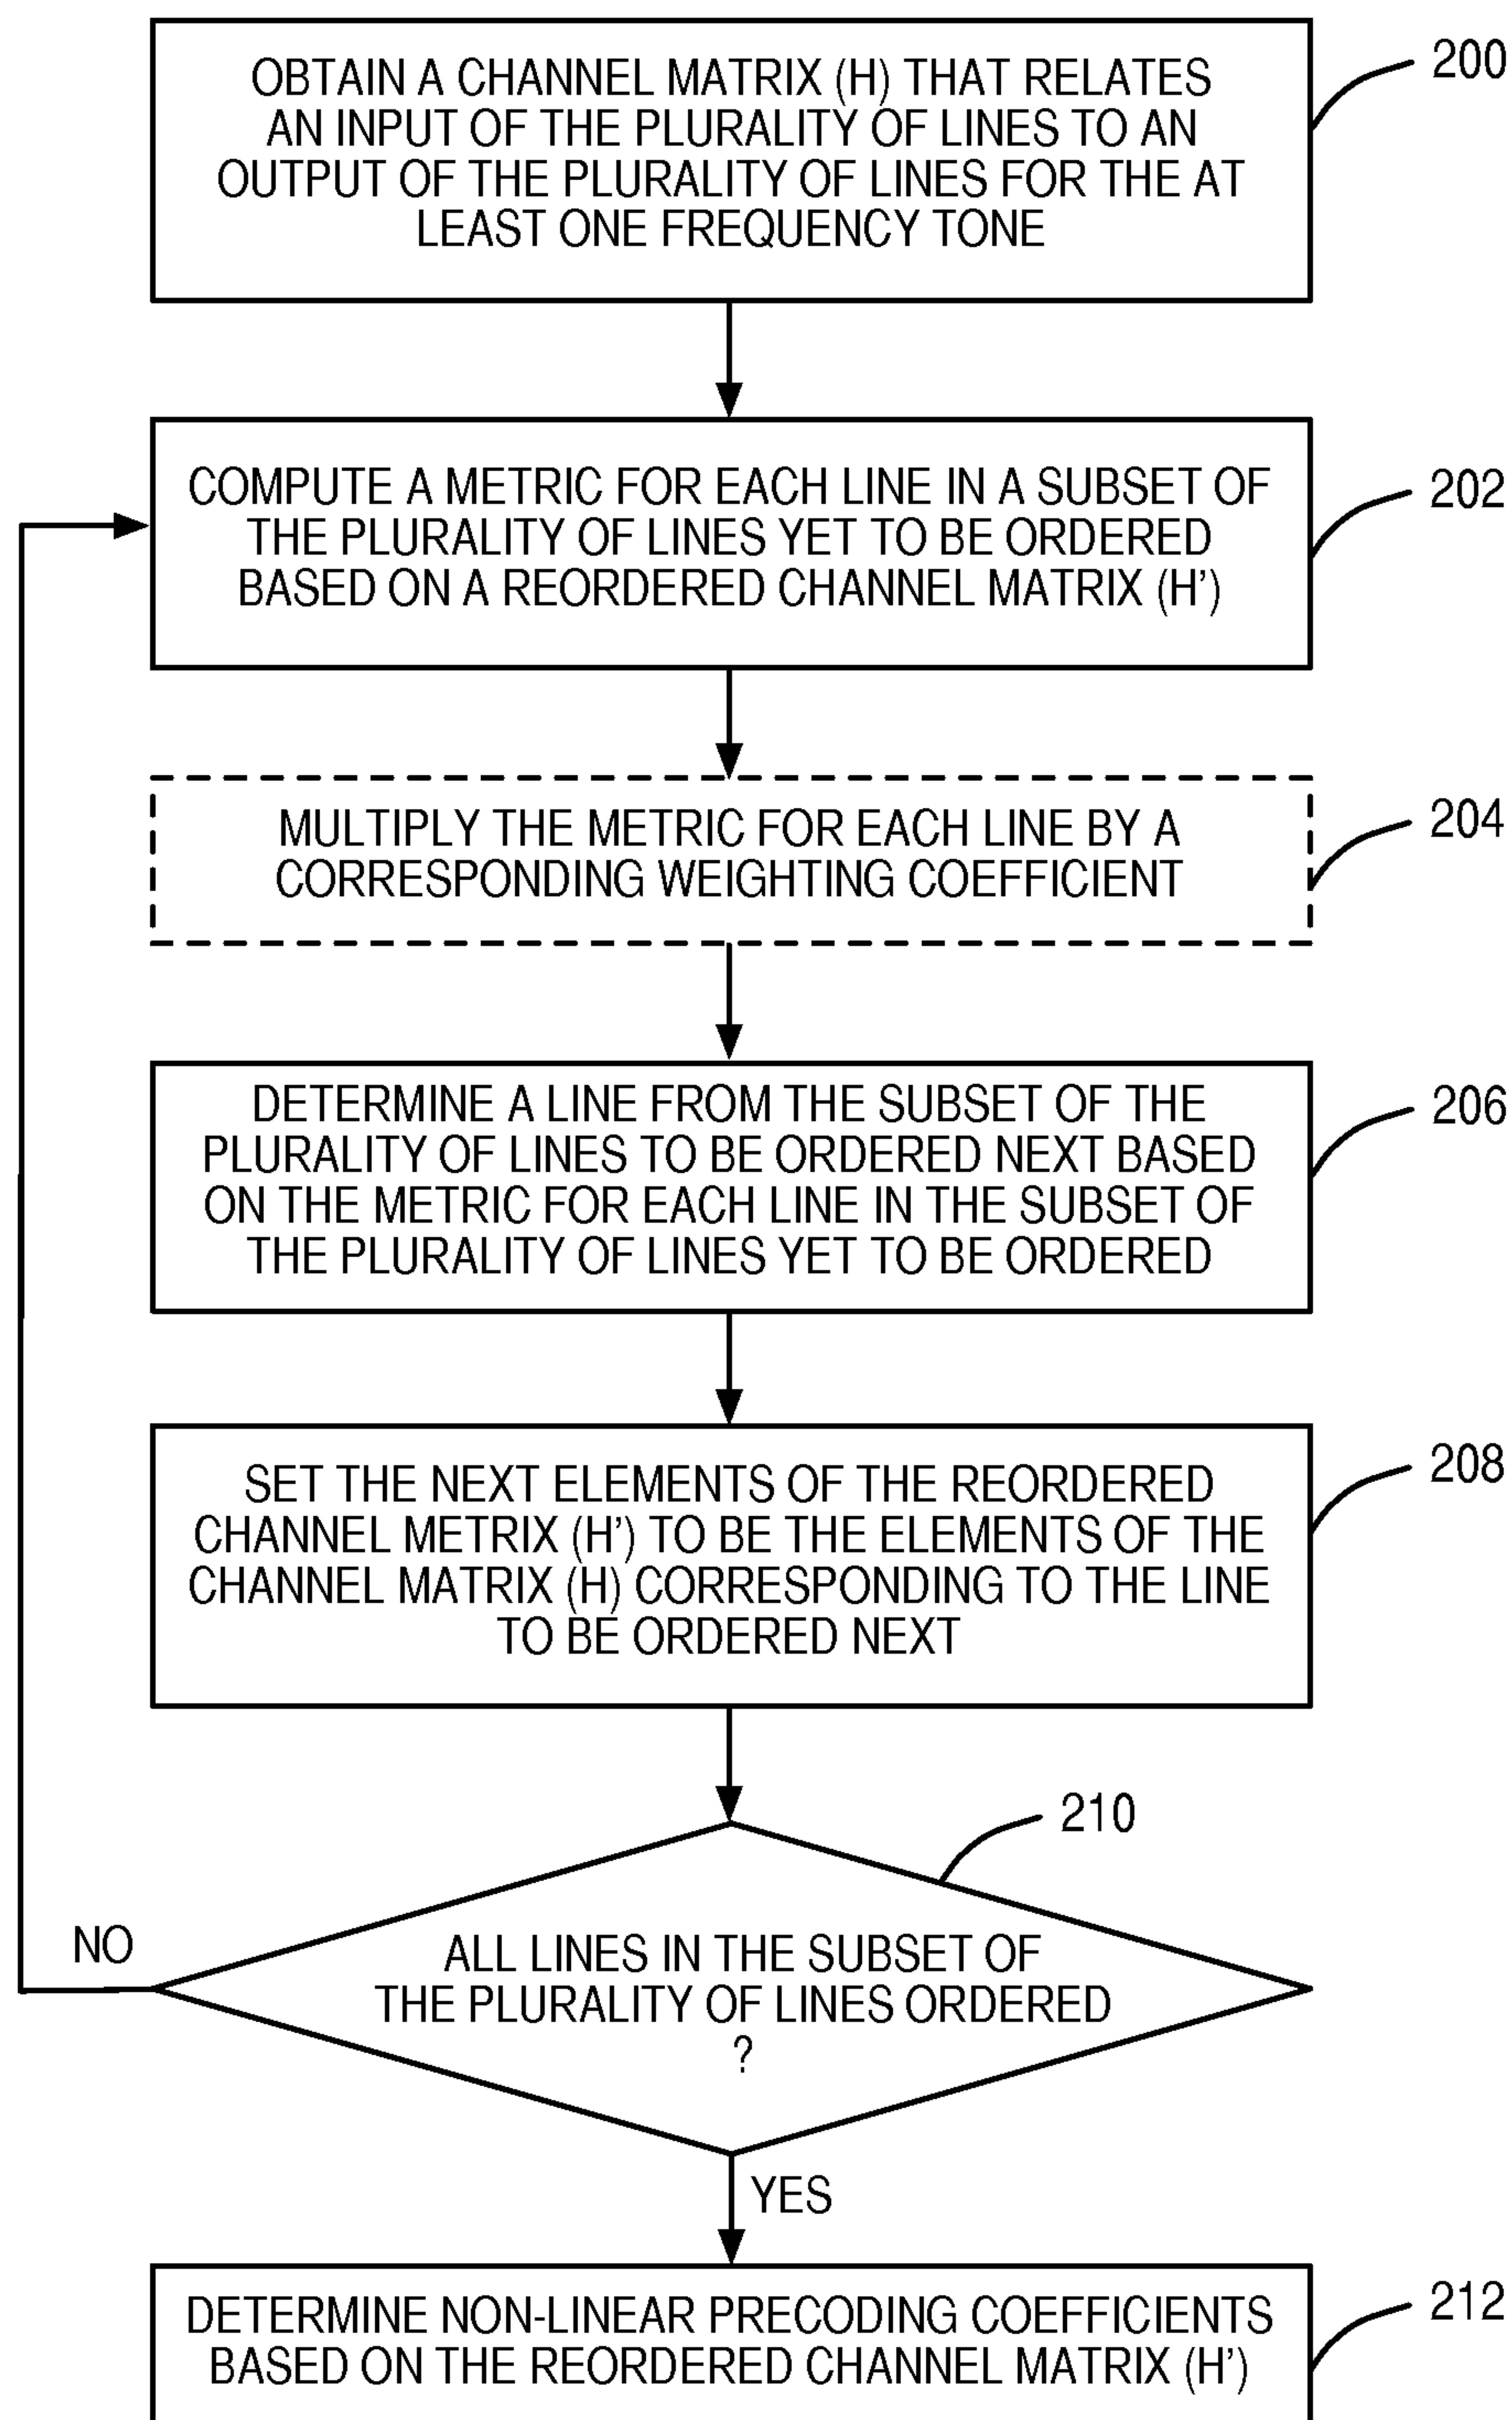 OBTAIN A CHANNEL MATRIX (H) THAT RELATES
AN INPUT OF THE PLURALITY OF LINES TO AN
OUTPUT OF THE PLURALITY OF LINES FOR THE AT
LEAST ONE FREQUENCY TONE
200
COMPUTE A METRIC FOR EACH LINE IN A SUBSET OF
THE PLURALITY OF LINES YET TO BE ORDERED
BASED ON A REORDERED CHANNEL MATRIX (H')
202
MULTIPLY THE METRIC FOR EACH LINE BY A
CORRESPONDING WEIGHTING COEFFICIENT
204
DETERMINE A LINE FROM THE SUBSET OF THE
PLURALITY OF LINES TO BE ORDERED NEXT BASED
ON THE METRIC FOR EACH LINE IN THE SUBSET OF
THE PLURALITY OF LINES YET TO BE ORDERED
206
SET THE NEXT ELEMENTS OF THE REORDERED
CHANNEL METRIX (H') TO BE THE ELEMENTS OF THE
CHANNEL MATRIX (H) CORRESPONDING TO THE LINE
TO BE ORDERED NEXT
208
210
NO
ALL LINES IN THE SUBSET OF
THE PLURALITY OF LINES ORDERED
?
YES
DETERMINE NON-LINEAR PRECODING COEFFICIENTS
BASED ON THE REORDERED CHANNEL MATRIX (H')
212